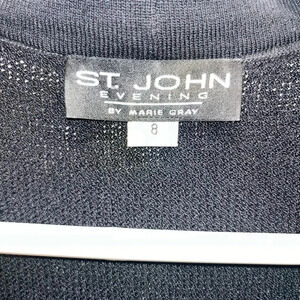 ST. JOHN
EVENING
BY MARIE GRAY
8